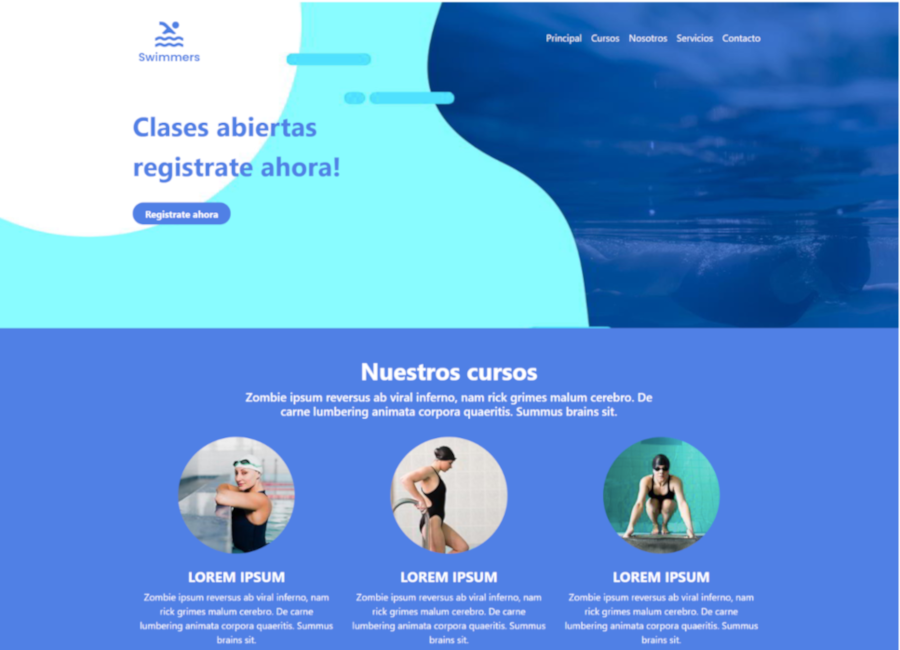 Swimmers
Principal Cursos Nosotros Servicios Contacto
Clases abiertas
registrate ahora!
Registrate ahora
Nuestros cursos
Zombie ipsum reversus ab viral inferno, nam rick grimes malum cerebro. De
carne lumbering animata corpora quaeritis. Summus brains sit.
LOREM IPSUM
Zombie ipsum reversus ab viral inferno, nam
rick grimes malum cerebro. De carne
lumbering animata corpora quaeritis. Summus
brains sit.
LOREM IPSUM
Zombie ipsum reversus ab viral inferno, nam
rick grimes malum cerebro. De carne
lumbering animata corpora quaeritis. Summus
brains sit.
LOREM IPSUM
Zombie ipsum reversus ab viral inferno, nam
rick grimes malum cerebro. De carne
lumbering animata corpora quaeritis. Summus
brains sit.